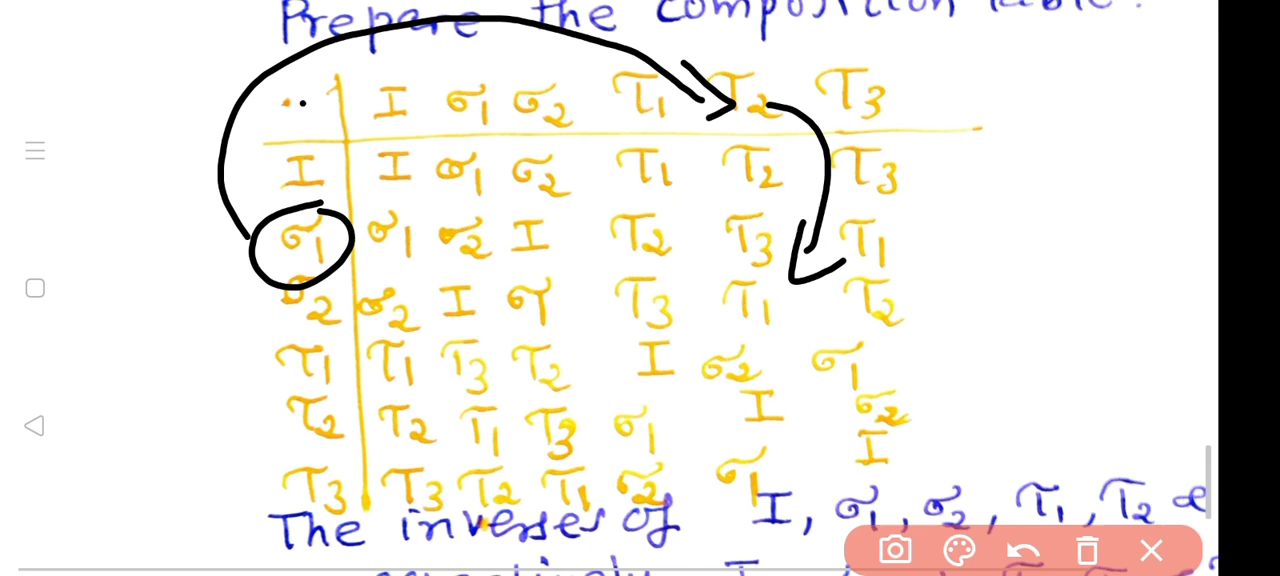 Prepare the composition table.
.. I σ1 σ2 τ1 τ2 τ3
I I σ1 σ2 τ1 τ2 τ3
σ1 σ1 σ2 I τ2 τ3 τ1
σ2 σ2 I σ1 τ3 τ1 τ2
τ1 τ1 τ3 τ2 I σ2 σ1
τ2 τ2 τ1 τ3 σ1 I σ2
τ3 τ3 τ2 τ1 σ2 σ1 I
The inverses of I, σ1, σ2, τ1, τ2